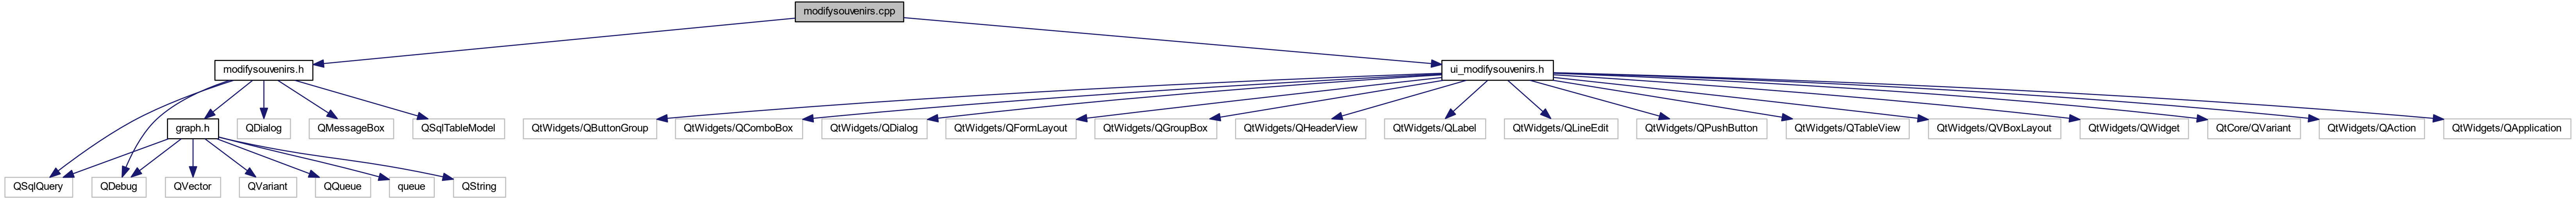 modifysouvenirs.cpp
modifysouvenirs.h
ui_modifysouvenirs.h
graph.h
QDialog
QMessageBox
QSqlTableModel
QtWidgets/QButtonGroup
QtWidgets/QComboBox
QtWidgets/QDialog
QtWidgets/QFormLayout
QtWidgets/QGroupBox
QtWidgets/QHeaderView
QtWidgets/QLabel
QtWidgets/QLineEdit
QtWidgets/QPushButton
QtWidgets/QTableView
QtWidgets/QVBoxLayout
QtWidgets/QWidget
QtCore/QVariant
QtWidgets/QAction
QtWidgets/QApplication
QSqlQuery
QDebug
QVector
QVariant
QQueue
queue
QString